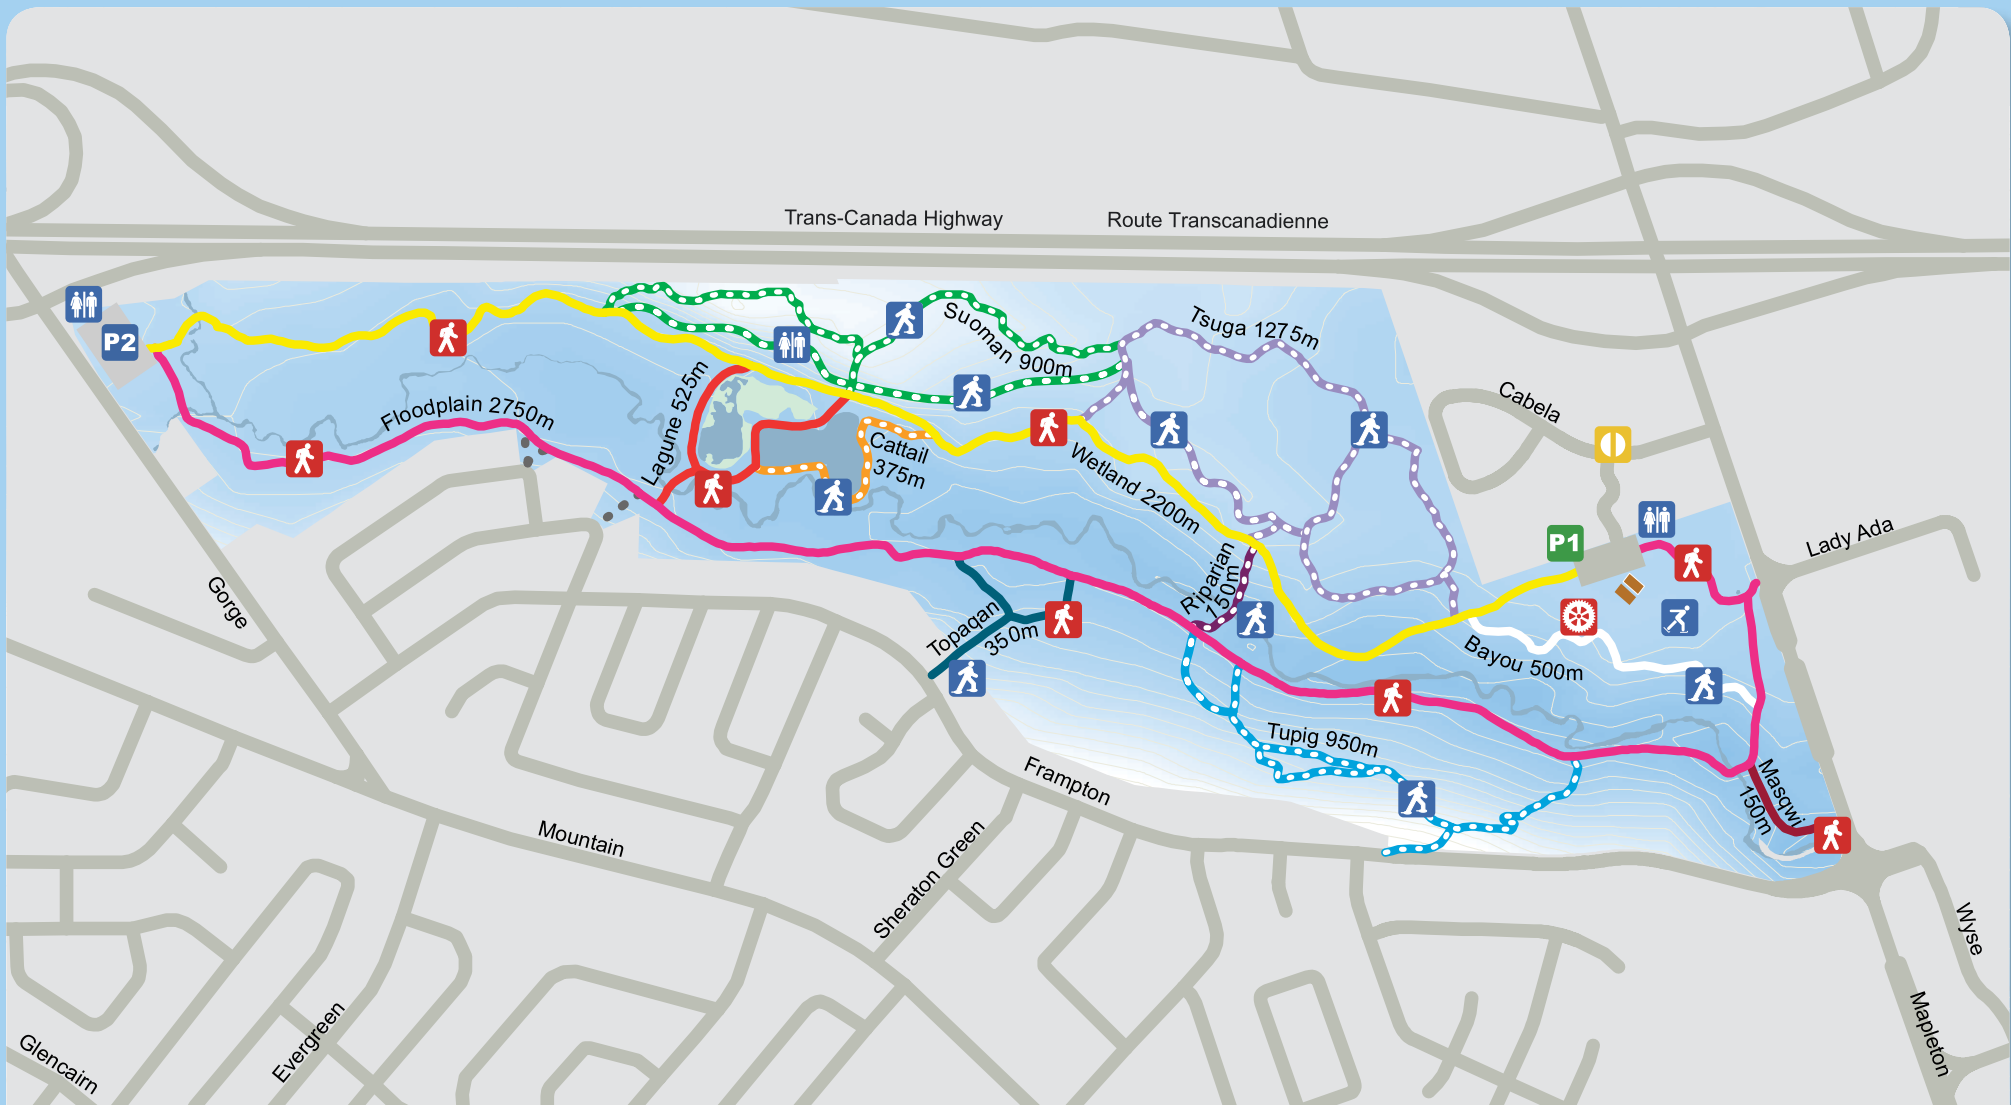 Trans-Canada Highway
Route Transcanadienne
P2
Suoman 900m
Tsuga 1275m
Floodplain 2750m
Lagune 525m
Cattail
375m
Wetland 2200m
Cabela
P1
Lady Ada
Riparian
150m
Gorge
Topaqan
350m
Bayou 500m
Tupig 950m
Masqwi
150m
Frampton
Mountain
Sheraton Green
Evergreen
Glencairn
Wyse
Mapleton